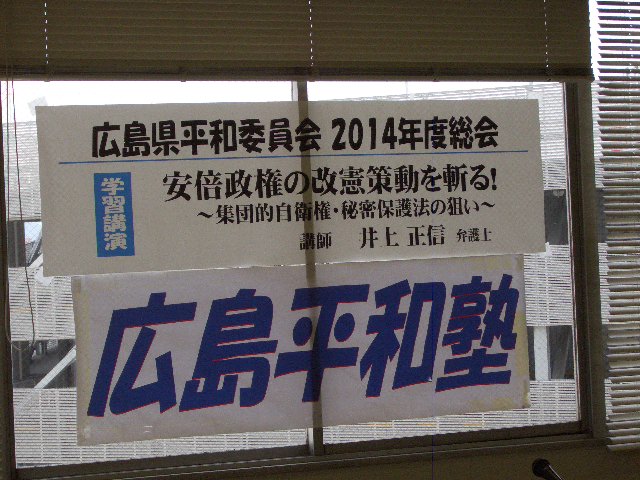 広島県平和委員会 2014年度総会
学習講演
安倍政権の改憲策動を斬る!
～集団的自衛権・秘密保護法の狙い～
講師 井上 正信 弁護士
広島平和塾